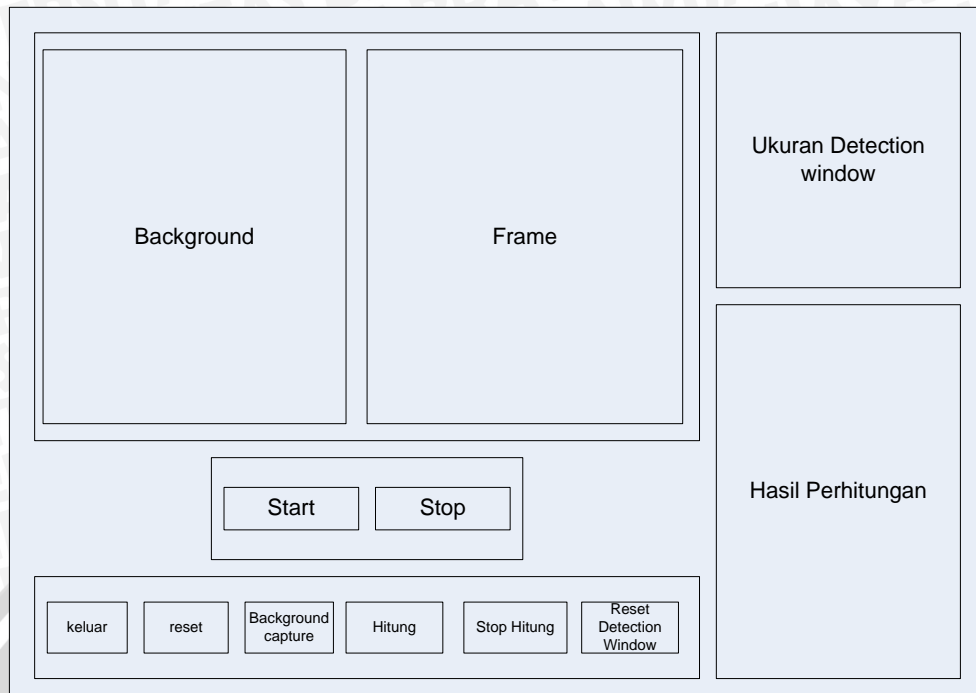 Background
Frame
Ukuran Detection
window
Hasil Perhitungan
Start
Stop
keluar
reset
Background
capture
Hitung
Stop Hitung
Reset
Detection
Window